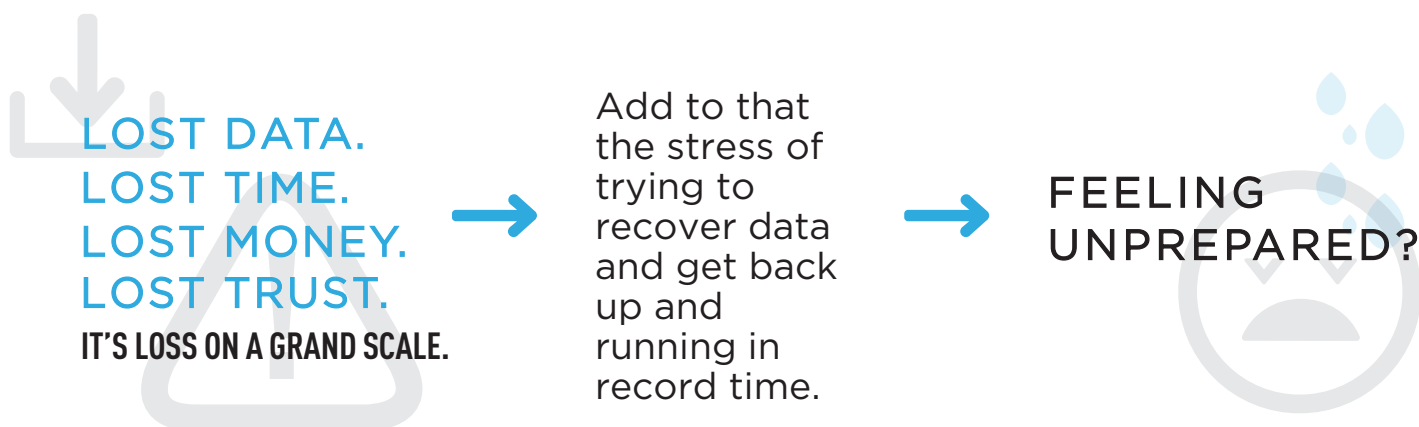 LOST DATA.
LOST TIME.
LOST MONEY.
LOST TRUST.
IT’S LOSS ON A GRAND SCALE.
Add to that
the stress of
trying to
recover data
and get back
up and
running in
record time.
FEELING
UNPREPARED?